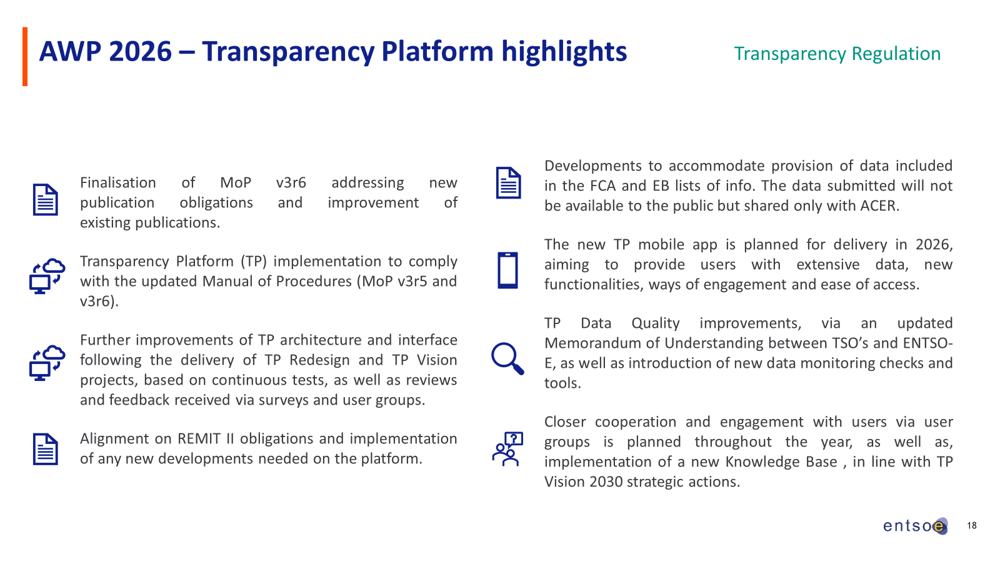 AWP 2026 – Transparency Platform highlights
Transparency Regulation
Finalisation of MoP v3r6 addressing new
publication obligations and improvement of
existing publications.
Transparency Platform (TP) implementation to comply
with the updated Manual of Procedures (MoP v3r5 and
v3r6).
Further improvements of TP architecture and interface
following the delivery of TP Redesign and TP Vision
projects, based on continuous tests, as well as reviews
and feedback received via surveys and user groups.
Alignment on REMIT II obligations and implementation
of any new developments needed on the platform.
Developments to accommodate provision of data included
in the FCA and EB lists of info. The data submitted will not
be available to the public but shared only with ACER.
The new TP mobile app is planned for delivery in 2026,
aiming to provide users with extensive data, new
functionalities, ways of engagement and ease of access.
TP Data Quality improvements, via an updated
Memorandum of Understanding between TSO’s and ENTSO-
E, as well as introduction of new data monitoring checks and
tools.
?
Closer cooperation and engagement with users via user
groups is planned throughout the year, as well as,
implementation of a new Knowledge Base , in line with TP
Vision 2030 strategic actions.
entsoe
18